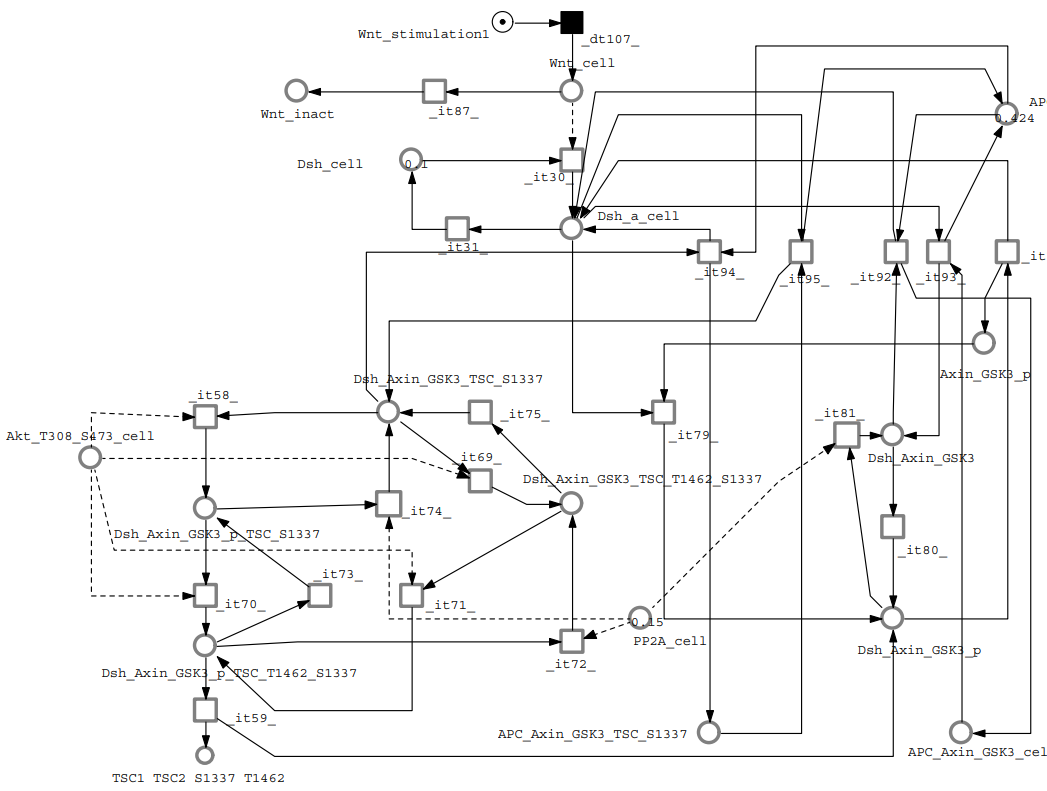 Wnt_stimulation1
_dt107_
Wnt_cell
Wnt_inact
_it87_
AP
0.424
Dsh_cell
0.1
_it30_
Dsh_a_cell
_it31_
_it94_
_it95_
_it92_
_it93_
_it
Axin_GSK3_p
Dsh_Axin_GSK3_TSC_S1337
_it58_
_it75_
_it79_
_it81_
Akt_T308_S473_cell
_it69_
Dsh_Axin_GSK3
Dsh_Axin_GSK3_TSC_T1462_S1337
_it74_
Dsh_Axin_GSK3_p_TSC_S1337
_it80_
_it73_
_it70_
_it71_
0.15
PP2A_cell
_it72_
Dsh_Axin_GSK3_p
Dsh_Axin_GSK3_p_TSC_T1462_S1337
_it59_
APC_Axin_GSK3_TSC_S1337
APC_Axin_GSK3_cel
TSC1_TSC2_S1337_T1462